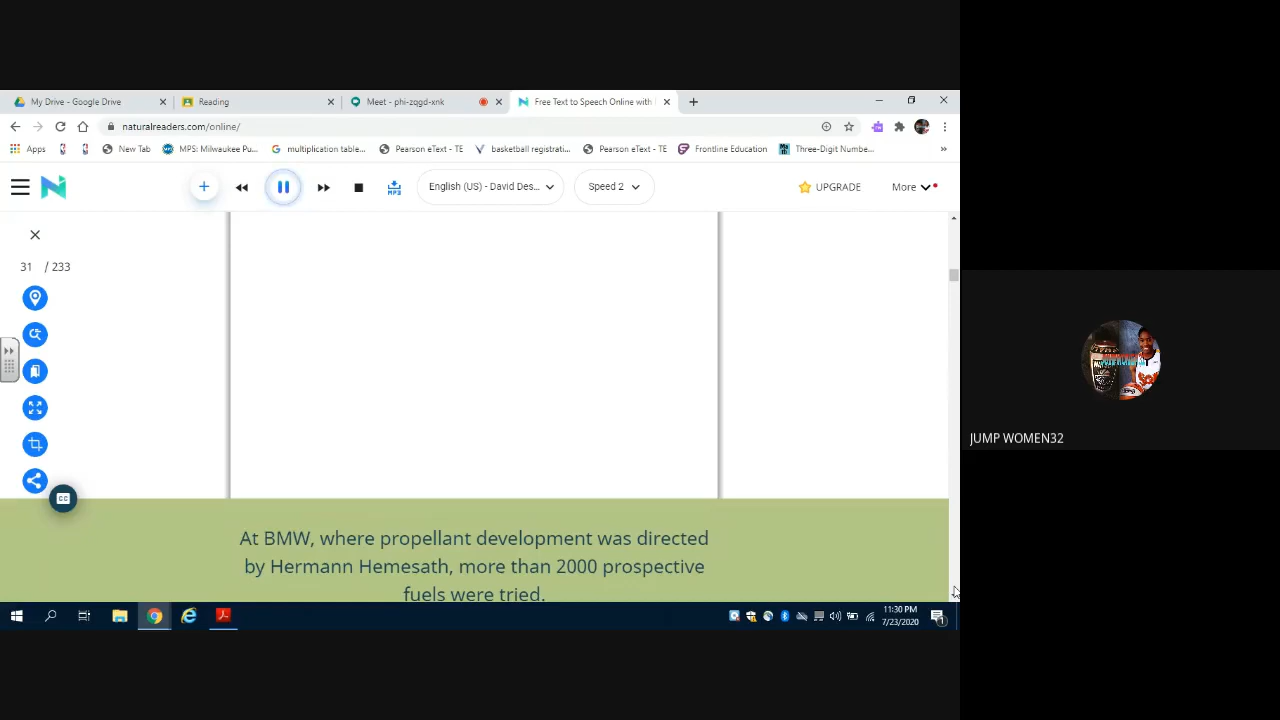 My Drive - Google Drive
Reading
Meet - phi-zqgd-xnk
Free Text to Speech Online with
naturalreaders.com/online/
Apps
New Tab
MPS: Milwaukee Pu...
multiplication table...
Pearson eText - TE
basketball registrati...
Pearson eText - TE
Frontline Education
Three-Digit Numbe...
»
MP3
English (US) - David Des...
Speed 2
UPGRADE
More
31 / 233
CC
JUMP WOMEN32
At BMW, where propellant development was directed
by Hermann Hemesath, more than 2000 prospective
fuels were tried.
11:30 PM
7/23/2020
1